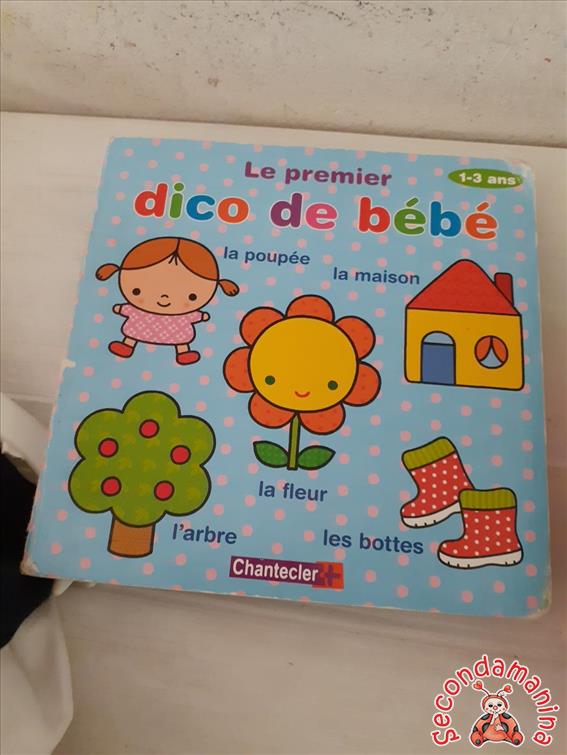 Le premier
1-3 ans
dico de bébé
la poupée
la maison
la fleur
l'arbre
les bottes
Chantecler+
Secondamanina